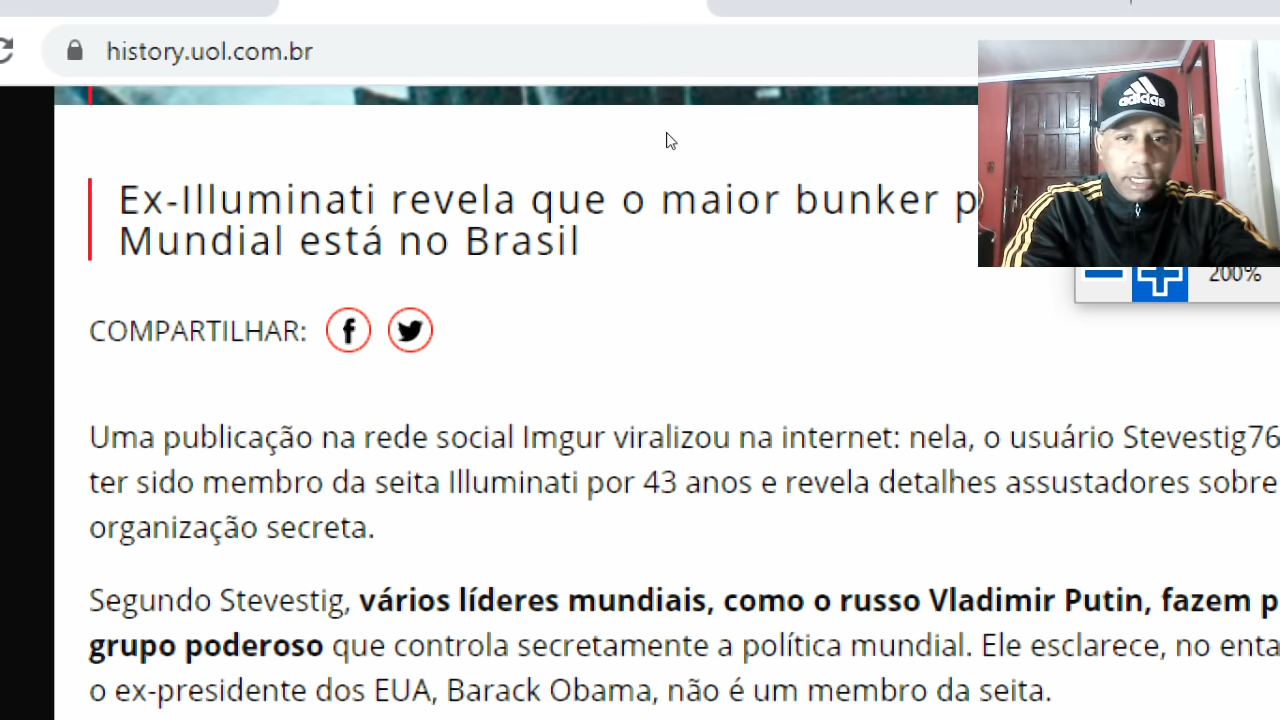 history.uol.com.br
adidas
Ex-Illuminati revela que o maior bunker p
Mundial está no Brasil
200%
COMPARTILHAR:
Uma publicação na rede social Imgur viralizou na internet: nela, o usuário Stevestig76
ter sido membro da seita Illuminati por 43 anos e revela detalhes assustadores sobre
organização secreta.
Segundo Stevestig, vários líderes mundiais, como o russo Vladimir Putin, fazem p
grupo poderoso que controla secretamente a política mundial. Ele esclarece, no enta
o ex-presidente dos EUA, Barack Obama, não é um membro da seita.